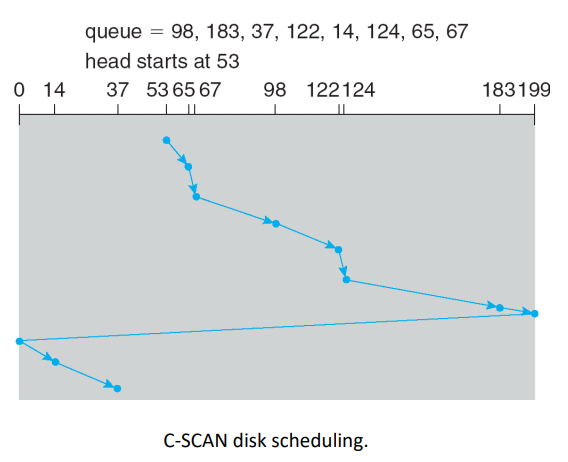 queue = 98, 183, 37, 122, 14, 124, 65, 67
head starts at 53
0 14 37 53 65 67 98 122 124 183 199
C-SCAN disk scheduling.